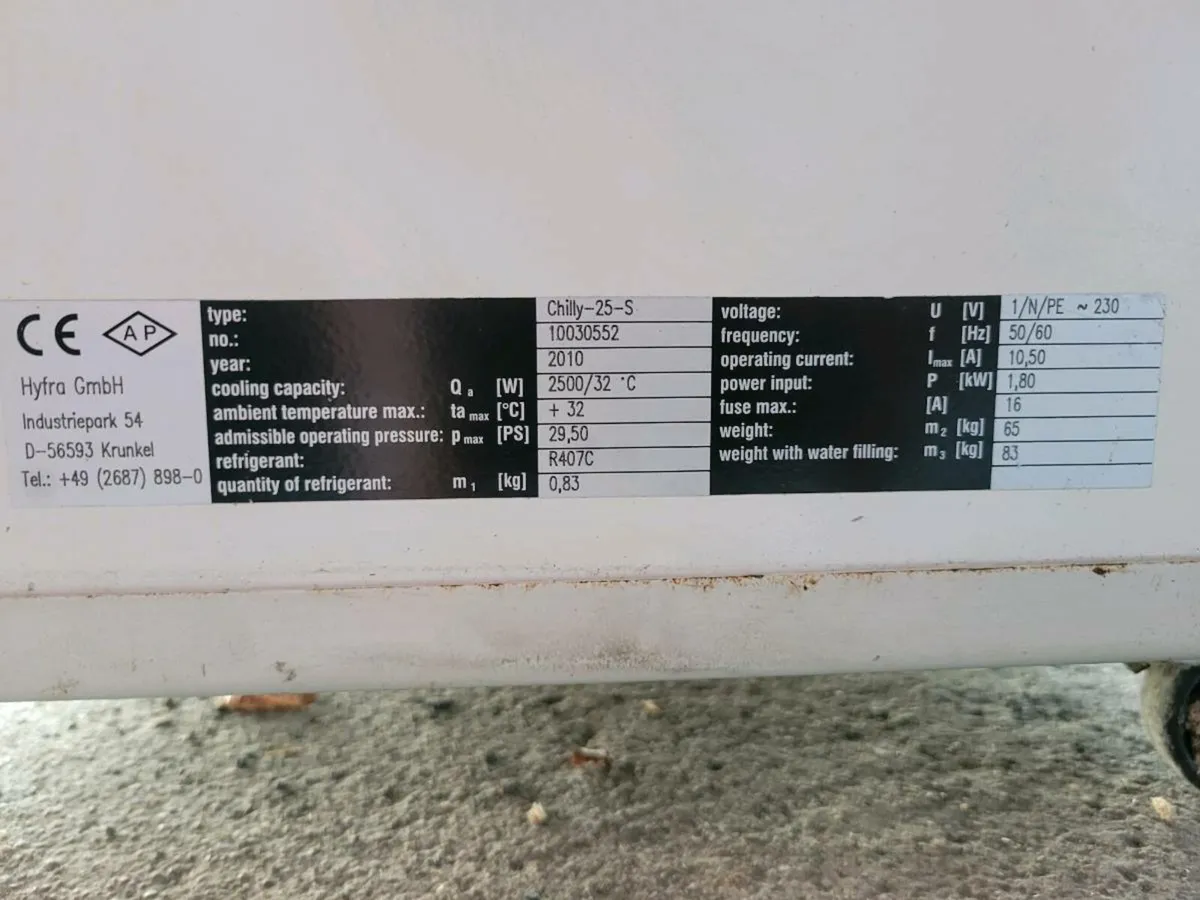 CE AP
Hyfra GmbH
Industriepark 54
D-56593 Krunkel
Tel.: +49 (2687) 898-0
type: Chilly-25-S
no.: 10030552
year: 2010
cooling capacity: Q a [W] 2500/32 °C
ambient temperature max.: ta max [°C] + 32
admissible operating pressure: p max [PS] 29,50
refrigerant: R407C
quantity of refrigerant: m 1 [kg] 0,83
voltage: U [V] 1/N/PE ~ 230
frequency: f [Hz] 50/60
operating current: I max [A] 10,50
power input: P [kW] 1,80
fuse max.: [A] 16
weight: m 2 [kg] 65
weight with water filling: m 3 [kg] 83